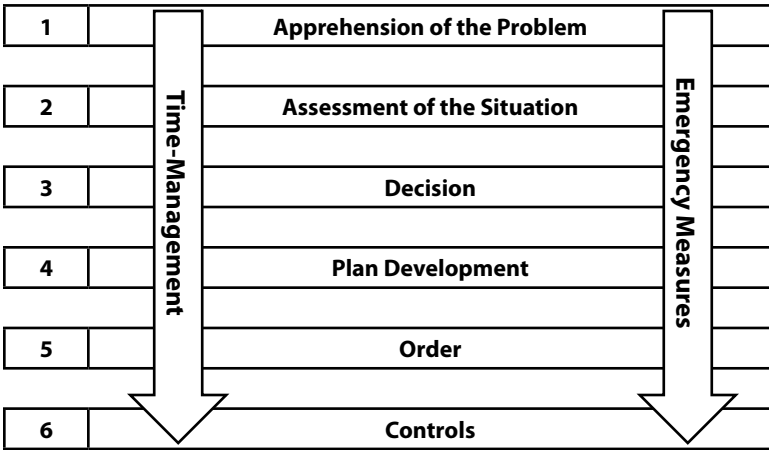 1 Apprehension of the Problem
2 Assessment of the Situation
3 Decision
4 Plan Development
5 Order
6 Controls
Time-Management
Emergency Measures